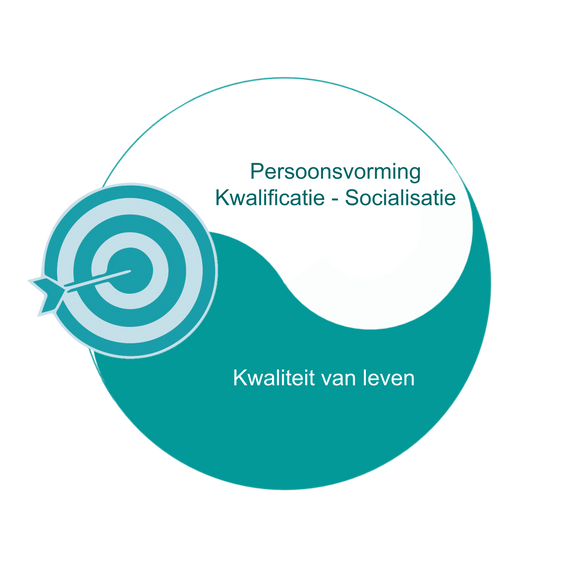 Persoonsvorming
Kwalificatie - Socialisatie
Kwaliteit van leven